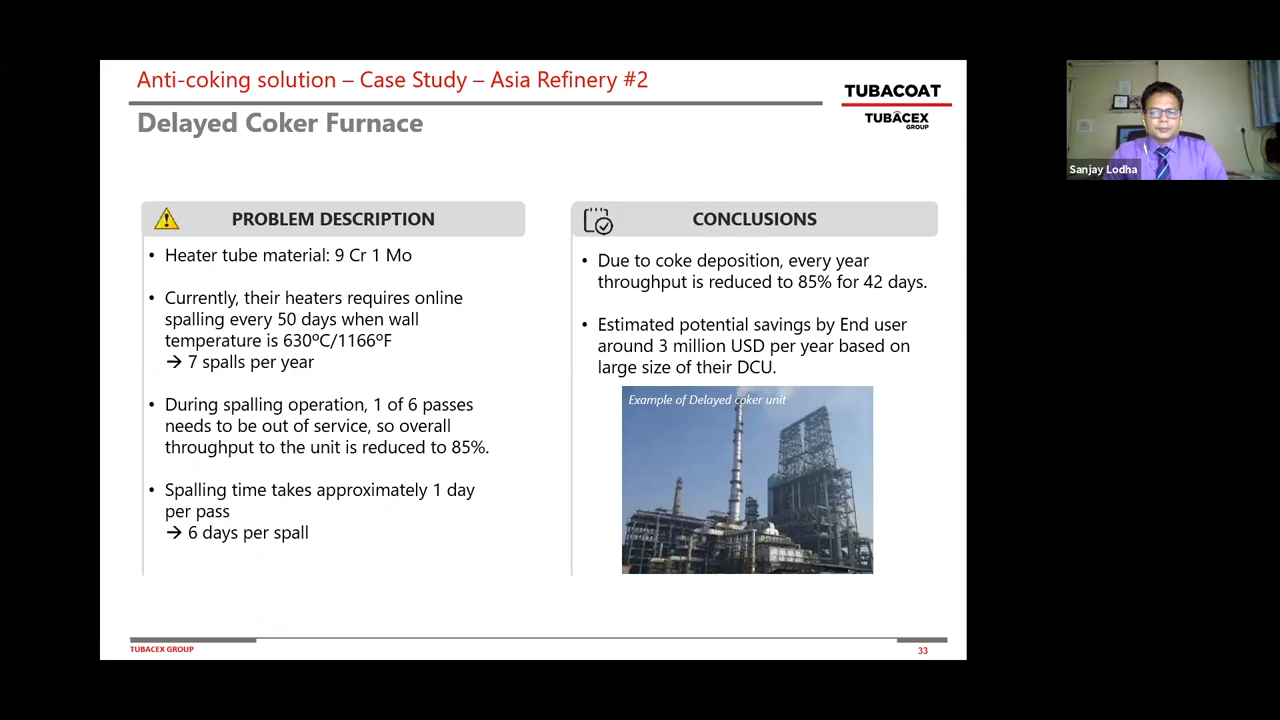 Anti-coking solution – Case Study – Asia Refinery #2
TUBACOAT
TUBACEX
GROUP
Delayed Coker Furnace
Sanjay Lodha
PROBLEM DESCRIPTION
• Heater tube material: 9 Cr 1 Mo
• Currently, their heaters requires online
spalling every 50 days when wall
temperature is 630ºC/1166ºF
→ 7 spalls per year
• During spalling operation, 1 of 6 passes
needs to be out of service, so overall
throughput to the unit is reduced to 85%.
• Spalling time takes approximately 1 day
per pass
→ 6 days per spall
CONCLUSIONS
• Due to coke deposition, every year
throughput is reduced to 85% for 42 days.
• Estimated potential savings by End user
around 3 million USD per year based on
large size of their DCU.
Example of Delayed coker unit
TUBACEX GROUP
33